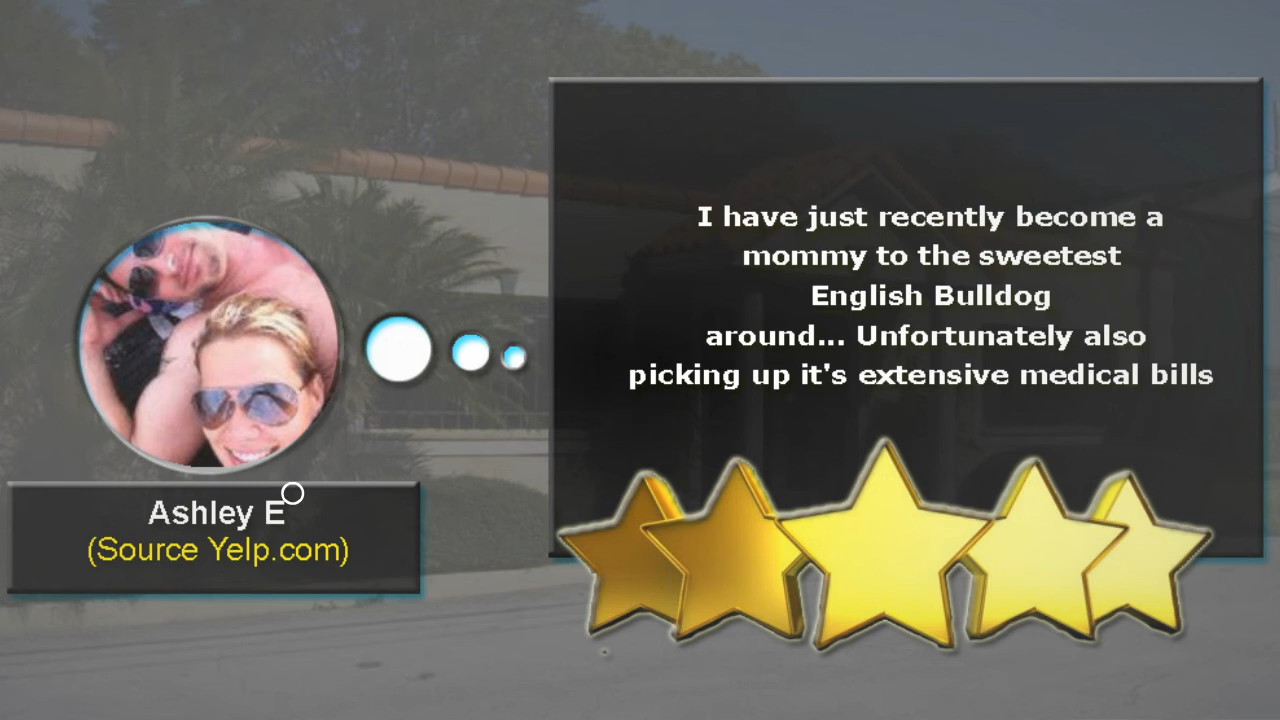 I have just recently become a
mommy to the sweetest
English Bulldog
around... Unfortunately also
picking up it's extensive medical bills
Ashley E
(Source Yelp.com)